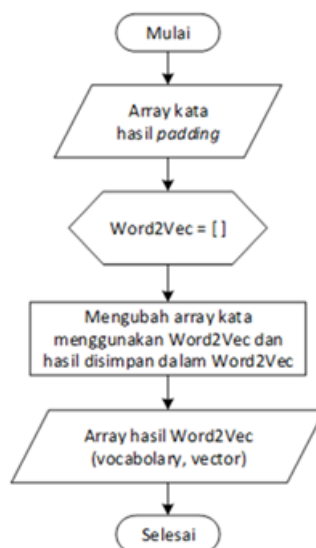 Mulai
Array kata
hasil padding
Word2Vec = [ ]
Mengubah array kata
menggunakan Word2Vec dan
hasil disimpan dalam Word2Vec
Array hasil Word2Vec
(vocabolary, vector)
Selesai